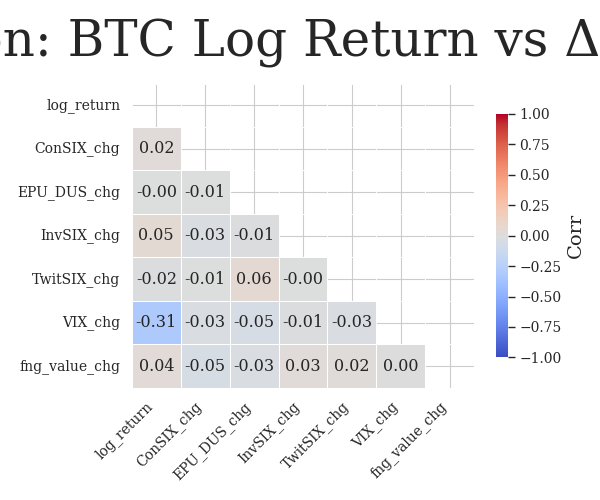 n: BTC Log Return vs Δ
log_return
ConSIX_chg 0.02
EPU_DUS_chg -0.00 -0.01
InvSIX_chg 0.05 -0.03 -0.01
TwitSIX_chg -0.02 -0.01 0.06 -0.00
VIX_chg -0.31 -0.03 -0.05 -0.01 -0.03
fng_value_chg 0.04 -0.05 -0.03 0.03 0.02 0.00
log_return ConSIX_chg EPU_DUS_chg InvSIX_chg TwitSIX_chg VIX_chg fng_value_chg
1.00
0.75
0.50
0.25
0.00
−0.25
−0.50
−0.75
−1.00
Corr